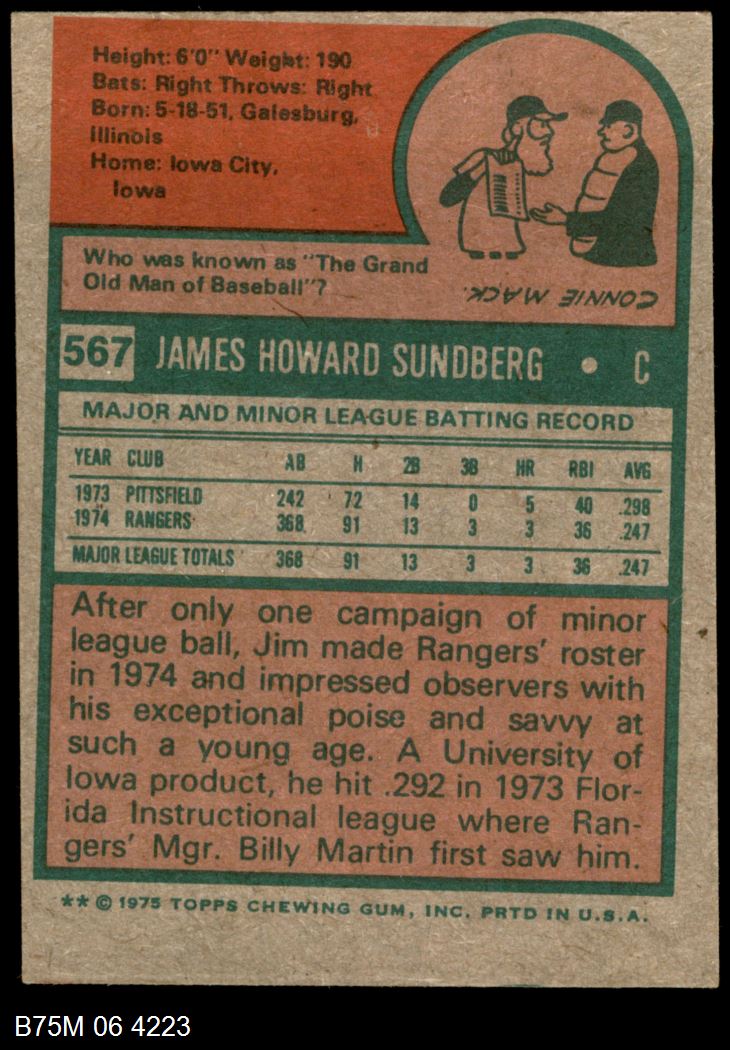 Height: 6'0" Weight: 190
Bats: Right Throws: Right
Born: 5-18-51, Galesburg,
Illinois
Home: Iowa City,
Iowa
Who was known as "The Grand
Old Man of Baseball"?
CONNIE MACK.
567 JAMES HOWARD SUNDBERG • C
MAJOR AND MINOR LEAGUE BATTING RECORD
YEAR CLUB AB H 2B 3B HR RBI AVG
1973 PITTSFIELD 242 72 14 0 5 40 .298
1974 RANGERS 368 91 13 3 3 36 .247
MAJOR LEAGUE TOTALS 368 91 13 3 3 36 .247
After only one campaign of minor
league ball, Jim made Rangers' roster
in 1974 and impressed observers with
his exceptional poise and savvy at
such a young age. A University of
Iowa product, he hit .292 in 1973 Flor-
ida Instructional league where Ran-
gers' Mgr. Billy Martin first saw him.
** © 1975 TOPPS CHEWING GUM, INC. PRTD IN U.S.A.
B75M 06 4223